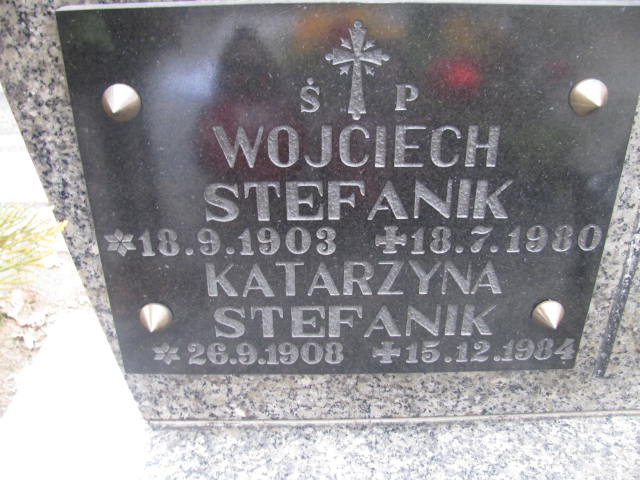 Ś P
WOJCIECH
STEFANIK
*18.9.1903 ✝18.7.1980
KATARZYNA
STEFANIK
*26.9.1908 ✝15.12.1984